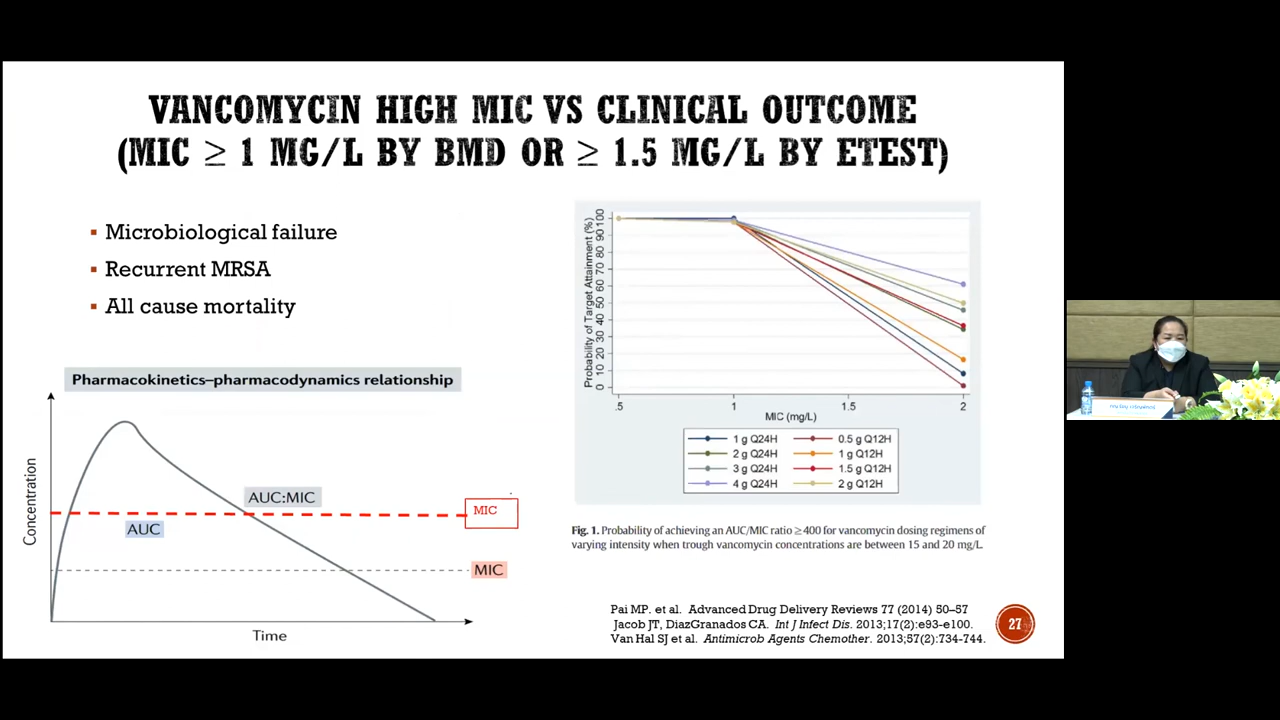 VANCOMYCIN HIGH MIC VS CLINICAL OUTCOME
(MIC ≥ 1 MG/L BY BMD OR ≥ 1.5 MG/L BY ETEST)
▪ Microbiological failure
▪ Recurrent MRSA
▪ All cause mortality
Pharmacokinetics–pharmacodynamics relationship
Concentration
AUC:MIC
AUC
MIC
MIC
Time
Probability of Target Attainment (%)
0 10 20 30 40 50 60 70 80 90 100
.5 1 1.5 2
MIC (mg/L)
1 g Q24H 0.5 g Q12H
2 g Q24H 1 g Q12H
3 g Q24H 1.5 g Q12H
4 g Q24H 2 g Q12H
Fig. 1. Probability of achieving an AUC/MIC ratio ≥400 for vancomycin dosing regimens of
varying intensity when trough vancomycin concentrations are between 15 and 20 mg/L.
Pai MP. et al. Advanced Drug Delivery Reviews 77 (2014) 50–57
Jacob JT, DiazGranados CA. Int J Infect Dis. 2013;17(2):e93-e100.
Van Hal SJ et al. Antimicrob Agents Chemother. 2013;57(2):734-744.
27